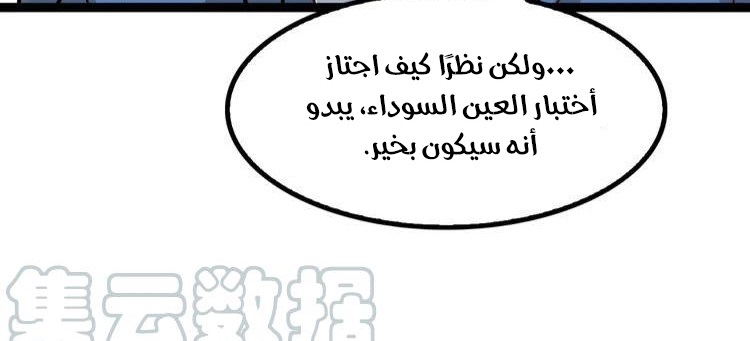 ...ولكن نظرًا كيف اجتاز
أختبار العين السوداء، يبدو
أنه سيكون بخير.
集云数据